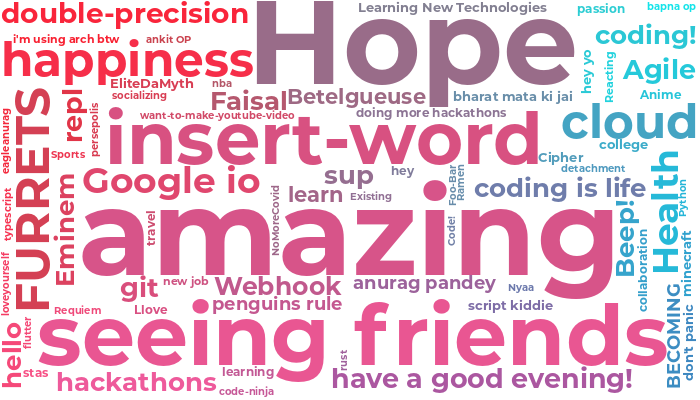 double-precision
Hope
Learning New Technologies
passion
bapna op
i'm using arch btw
ankit OP
coding!
happiness
hey yo
Reacting
Agile
EliteDaMyth
nba
socializing
Faisal
Betelgueuse
bharat mata ki jai
Anime
eagleanurag
FURRETS
repl
persepolis
want-to-make-youtube-video
doing more hackathons
cloud
insert-word
college
Sports
Cipher
detachment
Google io
sup
hey
Foo-Bar
Ramen
coding is life
Health
Python
typescript
Eminem
learn
Existing
NoMoreCovid
travel
amazing
Code!
Beep!
collaboration
minecraft
loveyourself
git
new job
Webhook
anurag pandey
Nyaa
penguins rule
script kiddie
Requiem
Llove
seeing friends
BECOMING
don't panic
hello
flutter
stas
hackathons
learning
code-ninja
rust
have a good evening!